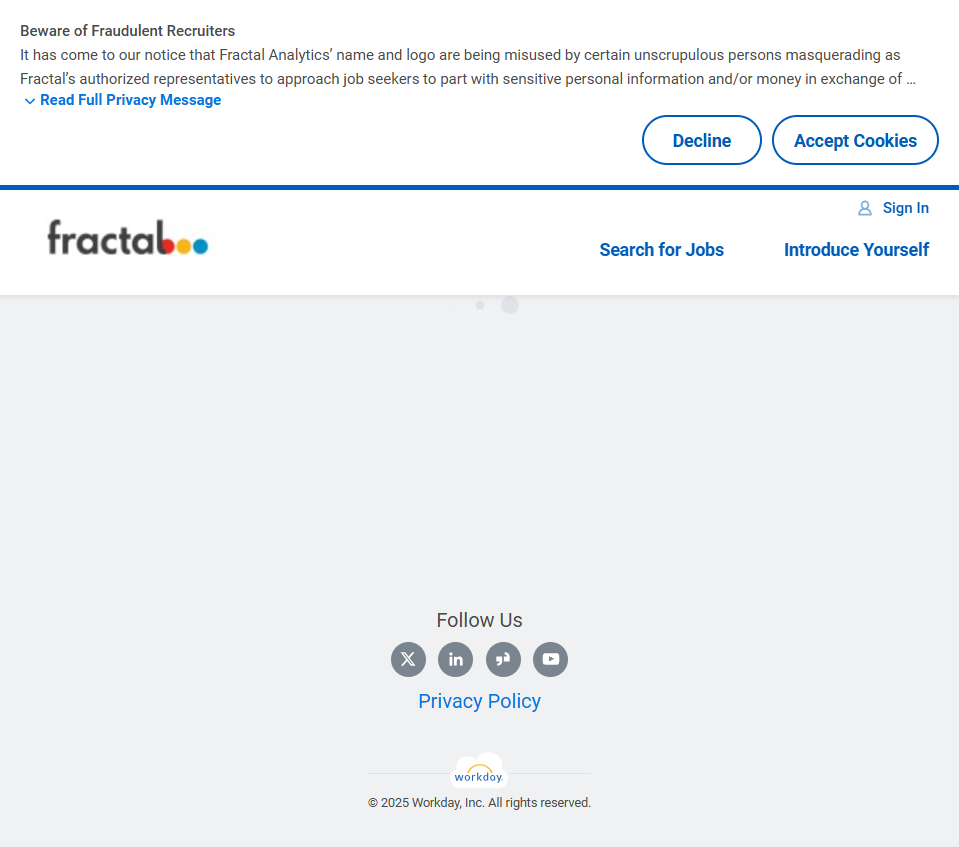 Beware of Fraudulent Recruiters
It has come to our notice that Fractal Analytics’ name and logo are being misused by certain unscrupulous persons masquerading as
Fractal’s authorized representatives to approach job seekers to part with sensitive personal information and/or money in exchange of ...
Read Full Privacy Message
Decline
Accept Cookies
Sign In
fractal
Search for Jobs
Introduce Yourself
Follow Us
Privacy Policy
workday.
© 2025 Workday, Inc. All rights reserved.